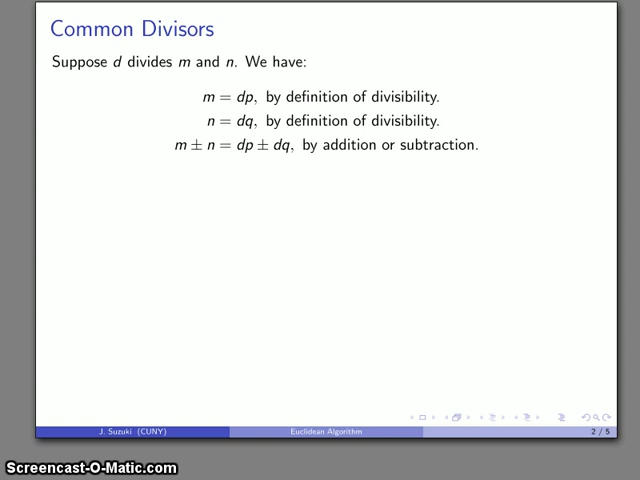 Common Divisors
Suppose d divides m and n. We have:
m = dp, by definition of divisibility.
n = dq, by definition of divisibility.
m ± n = dp ± dq, by addition or subtraction.
J. Suzuki (CUNY)
Euclidean Algorithm
2 / 5
Screencast-O-Matic.com